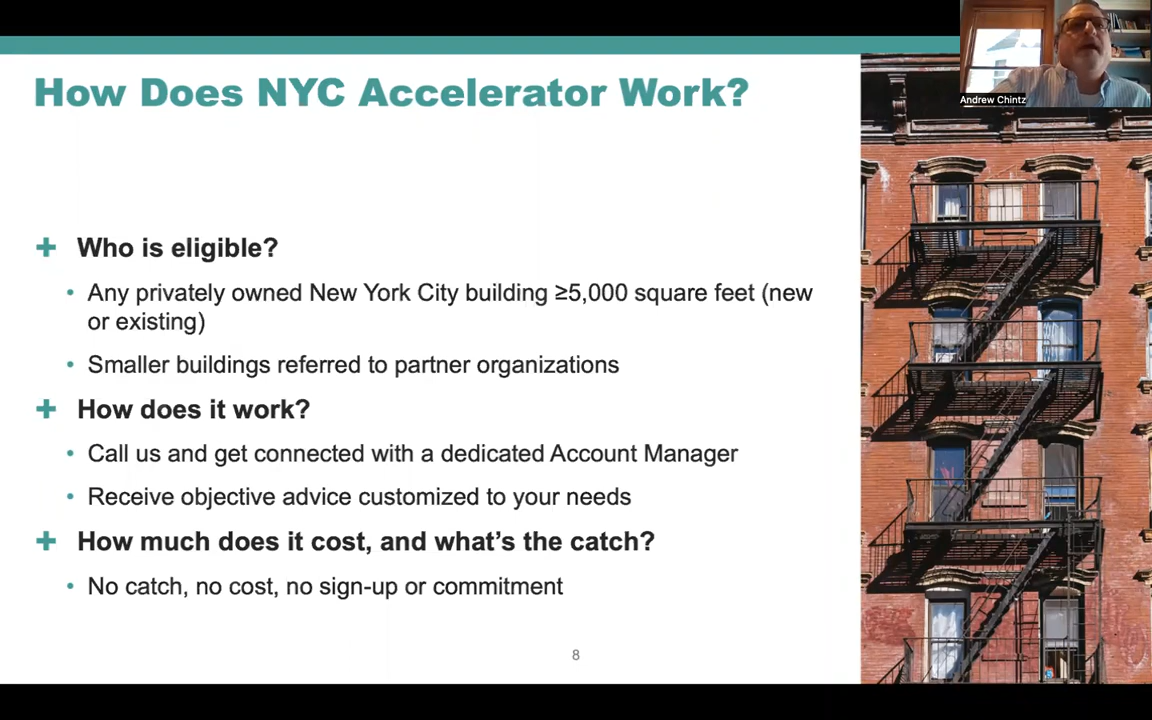 How Does NYC Accelerator Work?
Andrew Chintz
+ Who is eligible?
• Any privately owned New York City building ≥5,000 square feet (new
or existing)
• Smaller buildings referred to partner organizations
+ How does it work?
• Call us and get connected with a dedicated Account Manager
• Receive objective advice customized to your needs
+ How much does it cost, and what’s the catch?
• No catch, no cost, no sign-up or commitment
8